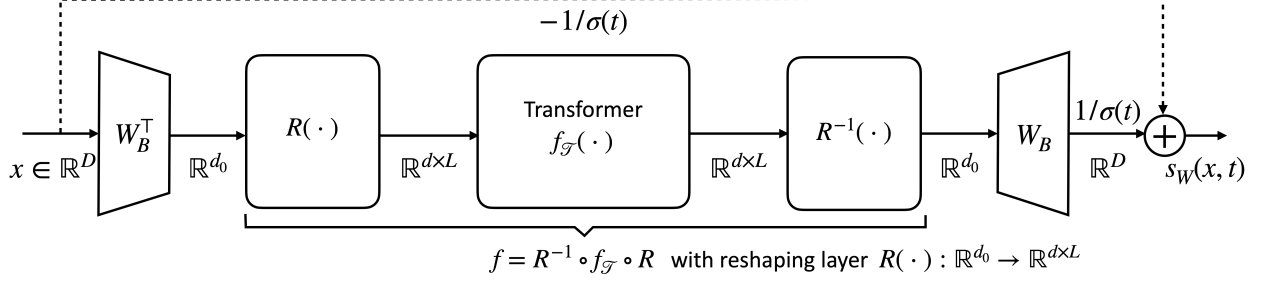 −1/σ(t)
W_B^⊤
R(·)
Transformer
f_𝒯(·)
R^{-1}(·)
W_B
1/σ(t)
+
x ∈ ℝ^D
ℝ^{d_0}
ℝ^{d×L}
ℝ^{d×L}
ℝ^{d_0}
ℝ^D
s_W(x, t)
f = R^{-1} ∘ f_𝒯 ∘ R with reshaping layer R(·) : ℝ^{d_0} → ℝ^{d×L}